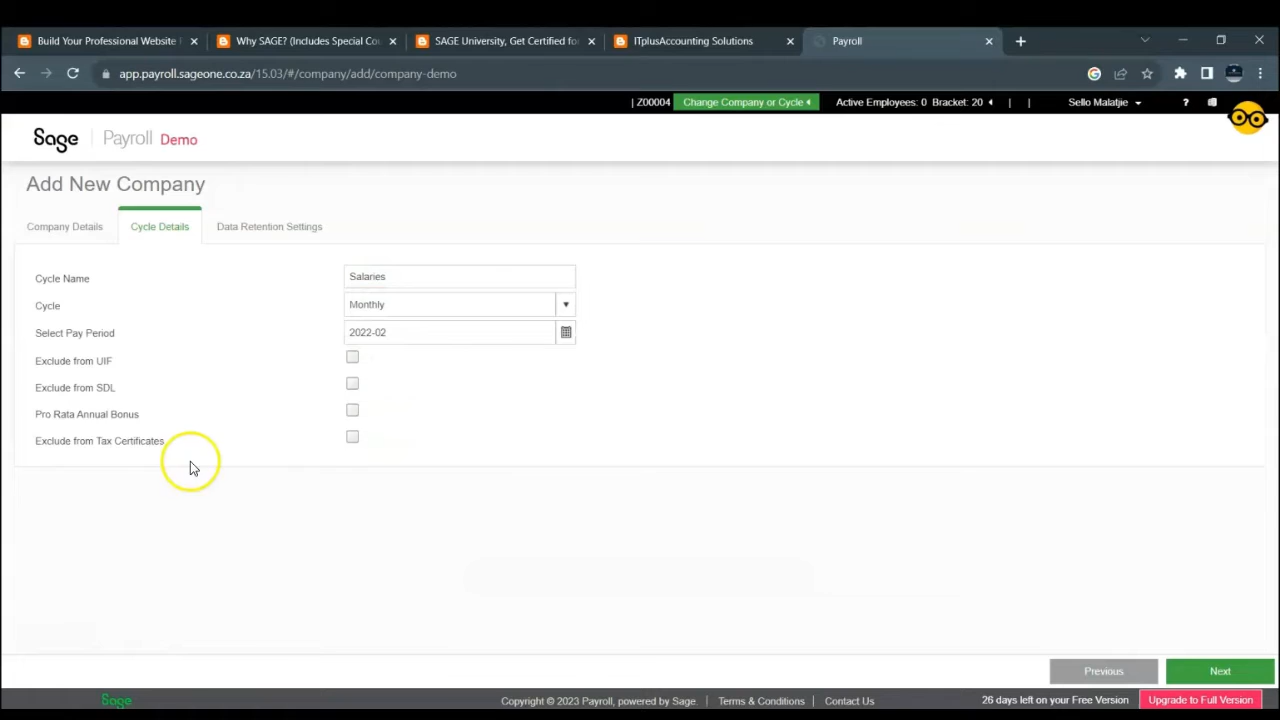 Build Your Professional Website
Why SAGE? (Includes Special Cou
SAGE University, Get Certified for
ITplusAccounting Solutions
Payroll
app.payroll.sageone.co.za/15.03/#/company/add/company-demo
| Z00004 Change Company or Cycle Active Employees: 0 Bracket: 20 | | Sello Malatjie ?
Sage Payroll Demo
Add New Company
Company Details Cycle Details Data Retention Settings
Cycle Name Salaries
Cycle Monthly
Select Pay Period 2022-02
Exclude from UIF
Exclude from SDL
Pro Rata Annual Bonus
Exclude from Tax Certificates
Previous Next
Sage Copyright © 2023 Payroll, powered by Sage. | Terms & Conditions | Contact Us 26 days left on your Free Version Upgrade to Full Version